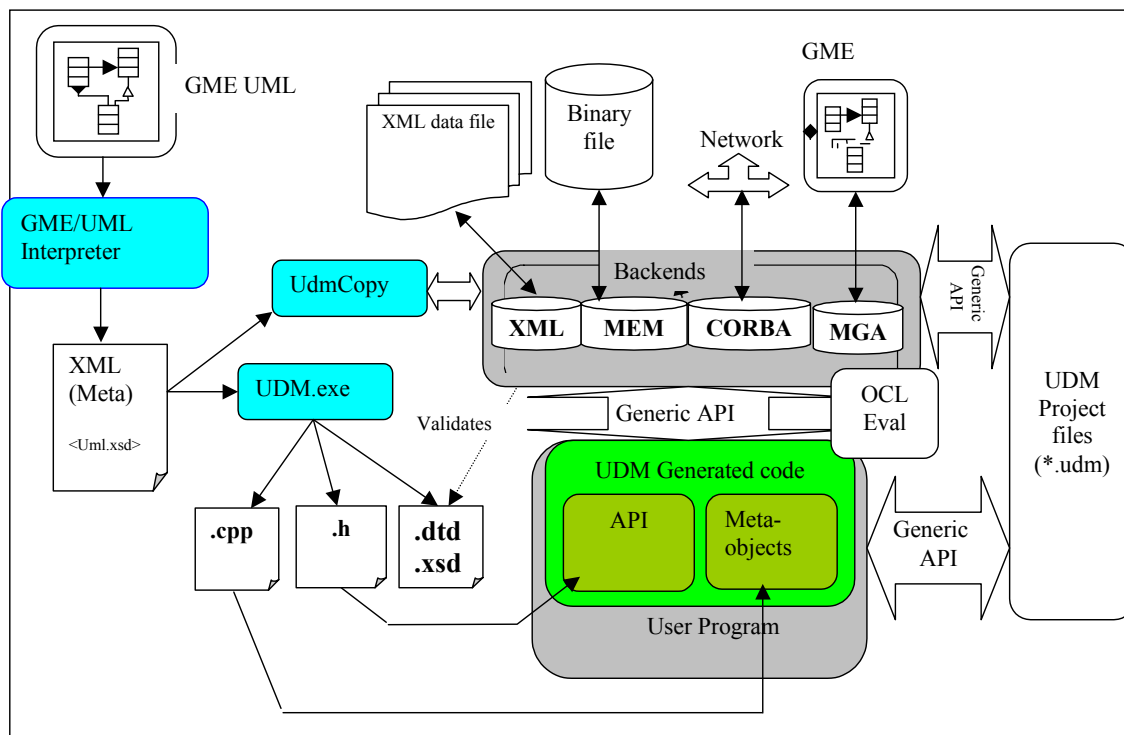 GME UML
GME
XML data file
Binary
file
Network
GME/UML
Interpreter
UdmCopy
Backends
XML
MEM
CORBA
MGA
Generic
API
XML
(Meta)
<Uml.xsd>
UDM.exe
Validates
Generic API
OCL
Eval
UDM
Project
files
(*.udm)
UDM Generated code
API
Meta-
objects
.cpp
.h
.dtd
.xsd
Generic
API
User Program